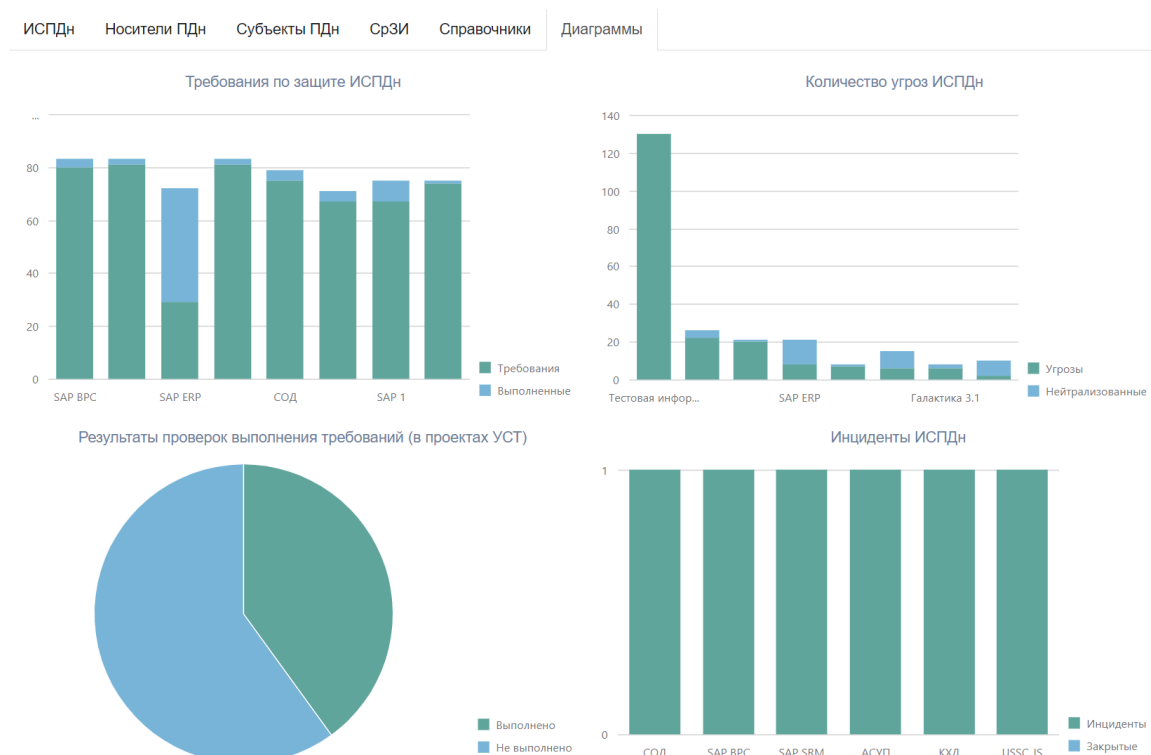 ИСПДн Носители ПДн Субъекты ПДн СрЗИ Справочники Диаграммы
Требования по защите ИСПДн
...
80
60
40
20
0
SAP BPC SAP ERP СОД SAP 1
Требования
Выполненные
Количество угроз ИСПДн
140
120
100
80
60
40
20
0
Тестовая инфор... SAP ERP Галактика 3.1
Угрозы
Нейтрализованные
Результаты проверок выполнения требований (в проектах УСТ)
Выполнено
Не выполнено
Инциденты ИСПДн
1
0
СОД SAP BPC SAP SRM АСУП КХД USSC_IS
Инциденты
Закрытые